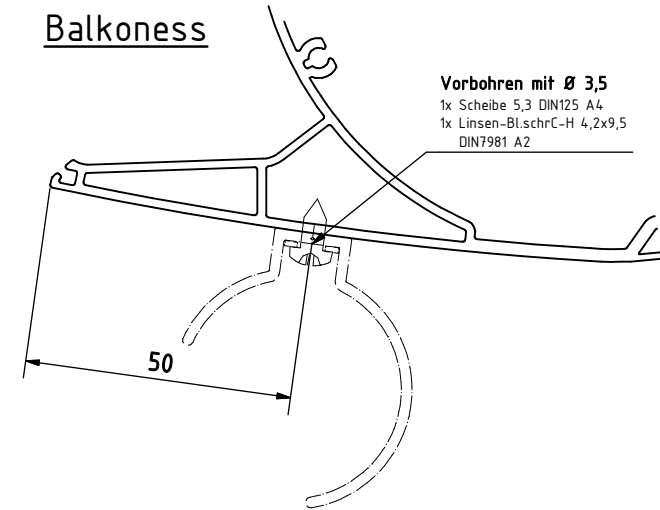 Balkoness
Vorbohren mit Ø 3,5
1x Scheibe 5,3 DIN125 A4
1x Linsen-Bl.schrC-H 4,2x9,5
DIN7981 A2
50